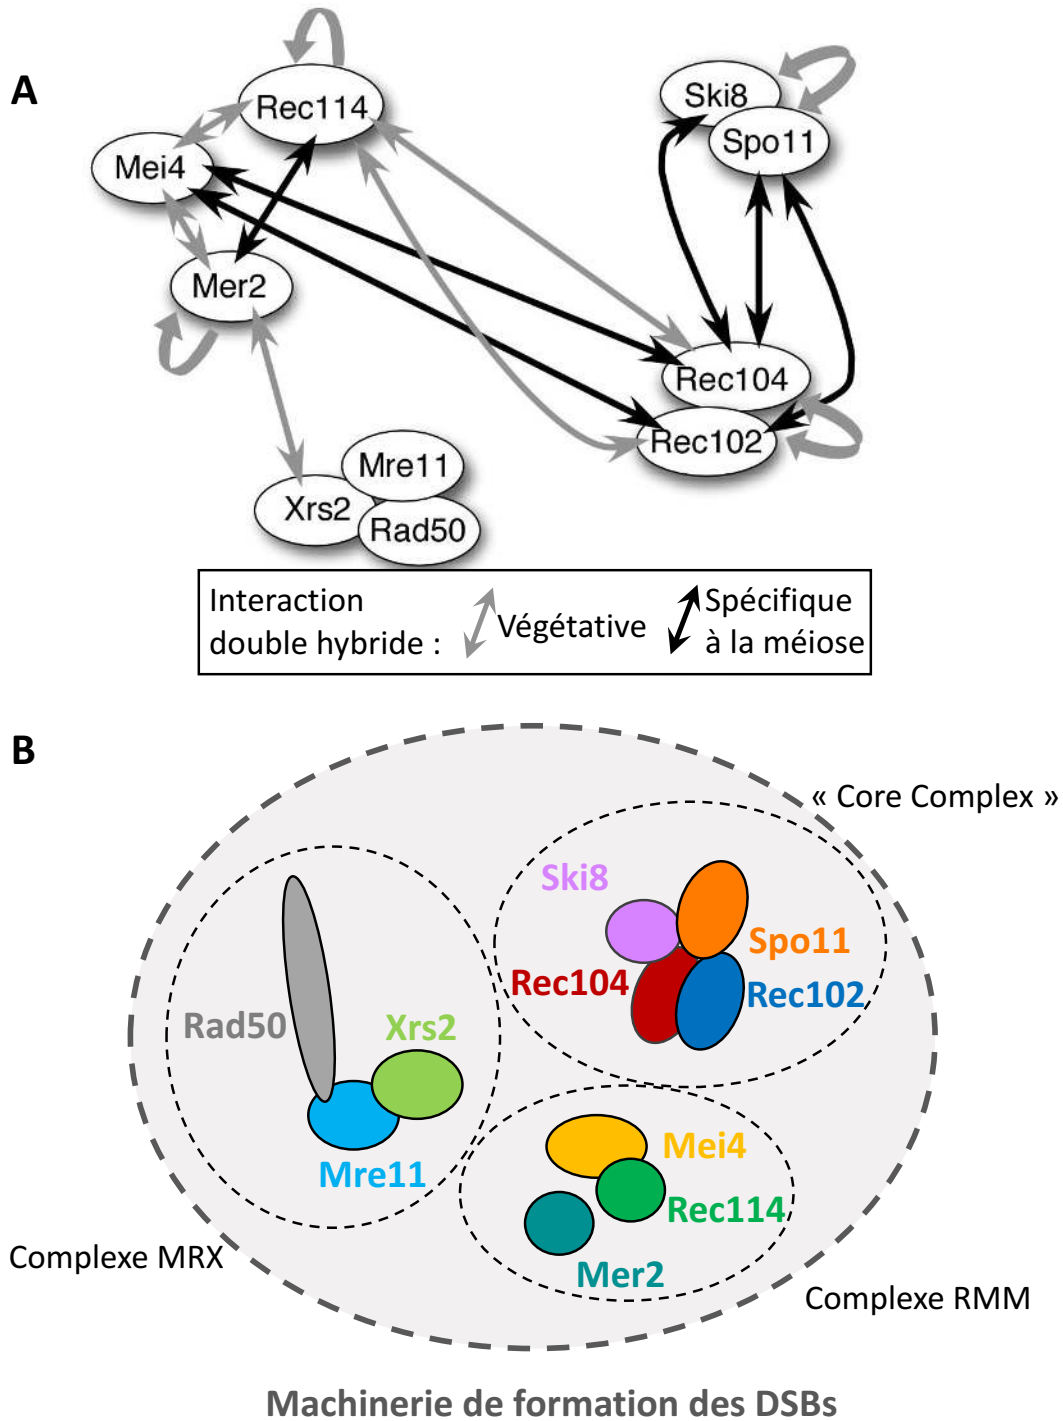 A
Rec114
Ski8
Spo11
Mei4
Mer2
Rec104
Rec102
Mre11
Xrs2
Rad50
Interaction
double hybride :
Végétative
Spécifique
à la méiose
B
« Core Complex »
Ski8
Spo11
Rec104
Rec102
Rad50
Xrs2
Mre11
Mei4
Rec114
Mer2
Complexe MRX
Complexe RMM
Machinerie de formation des DSBs